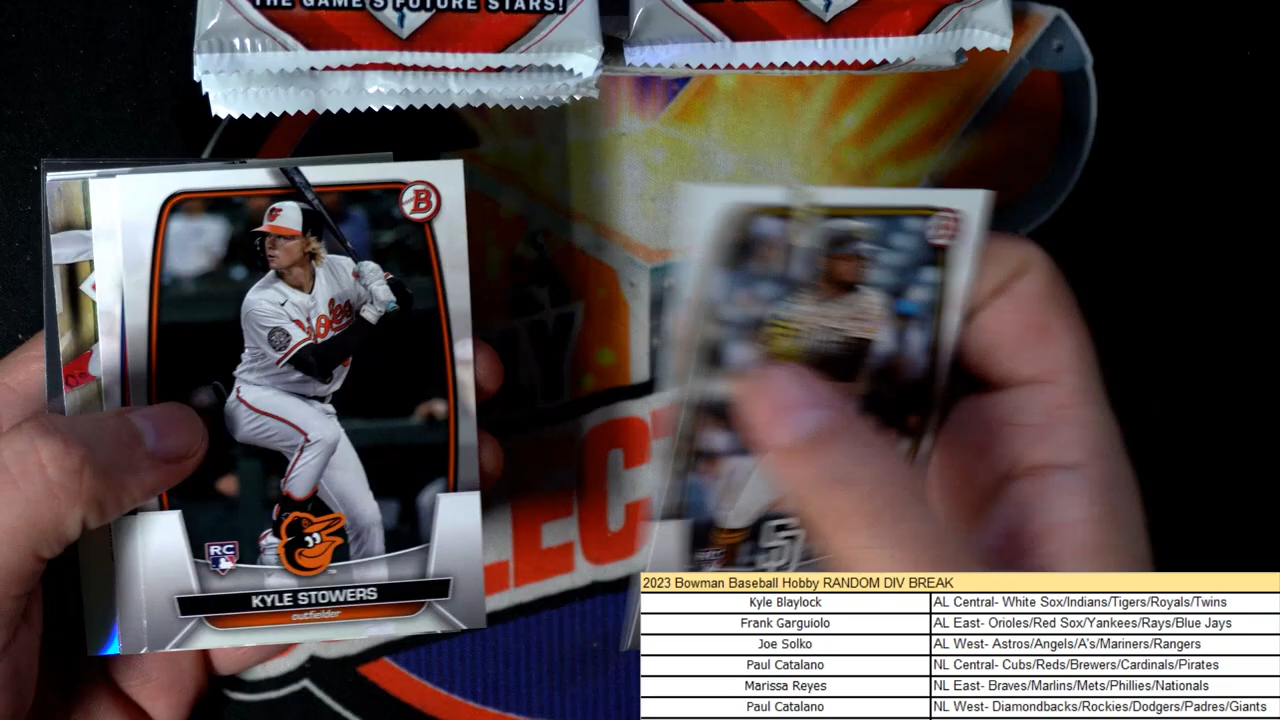 THE GAME'S FUTURE STARS!
B
Orioles
LECT
RC
KYLE STOWERS
outfielder
2023 Bowman Baseball Hobby RANDOM DIV BREAK
Kyle Blaylock AL Central- White Sox/Indians/Tigers/Royals/Twins
Frank Garguiolo AL East- Orioles/Red Sox/Yankees/Rays/Blue Jays
Joe Solko AL West- Astros/Angels/A's/Mariners/Rangers
Paul Catalano NL Central- Cubs/Reds/Brewers/Cardinals/Pirates
Marissa Reyes NL East- Braves/Marlins/Mets/Phillies/Nationals
Paul Catalano NL West- Diamondbacks/Rockies/Dodgers/Padres/Giants